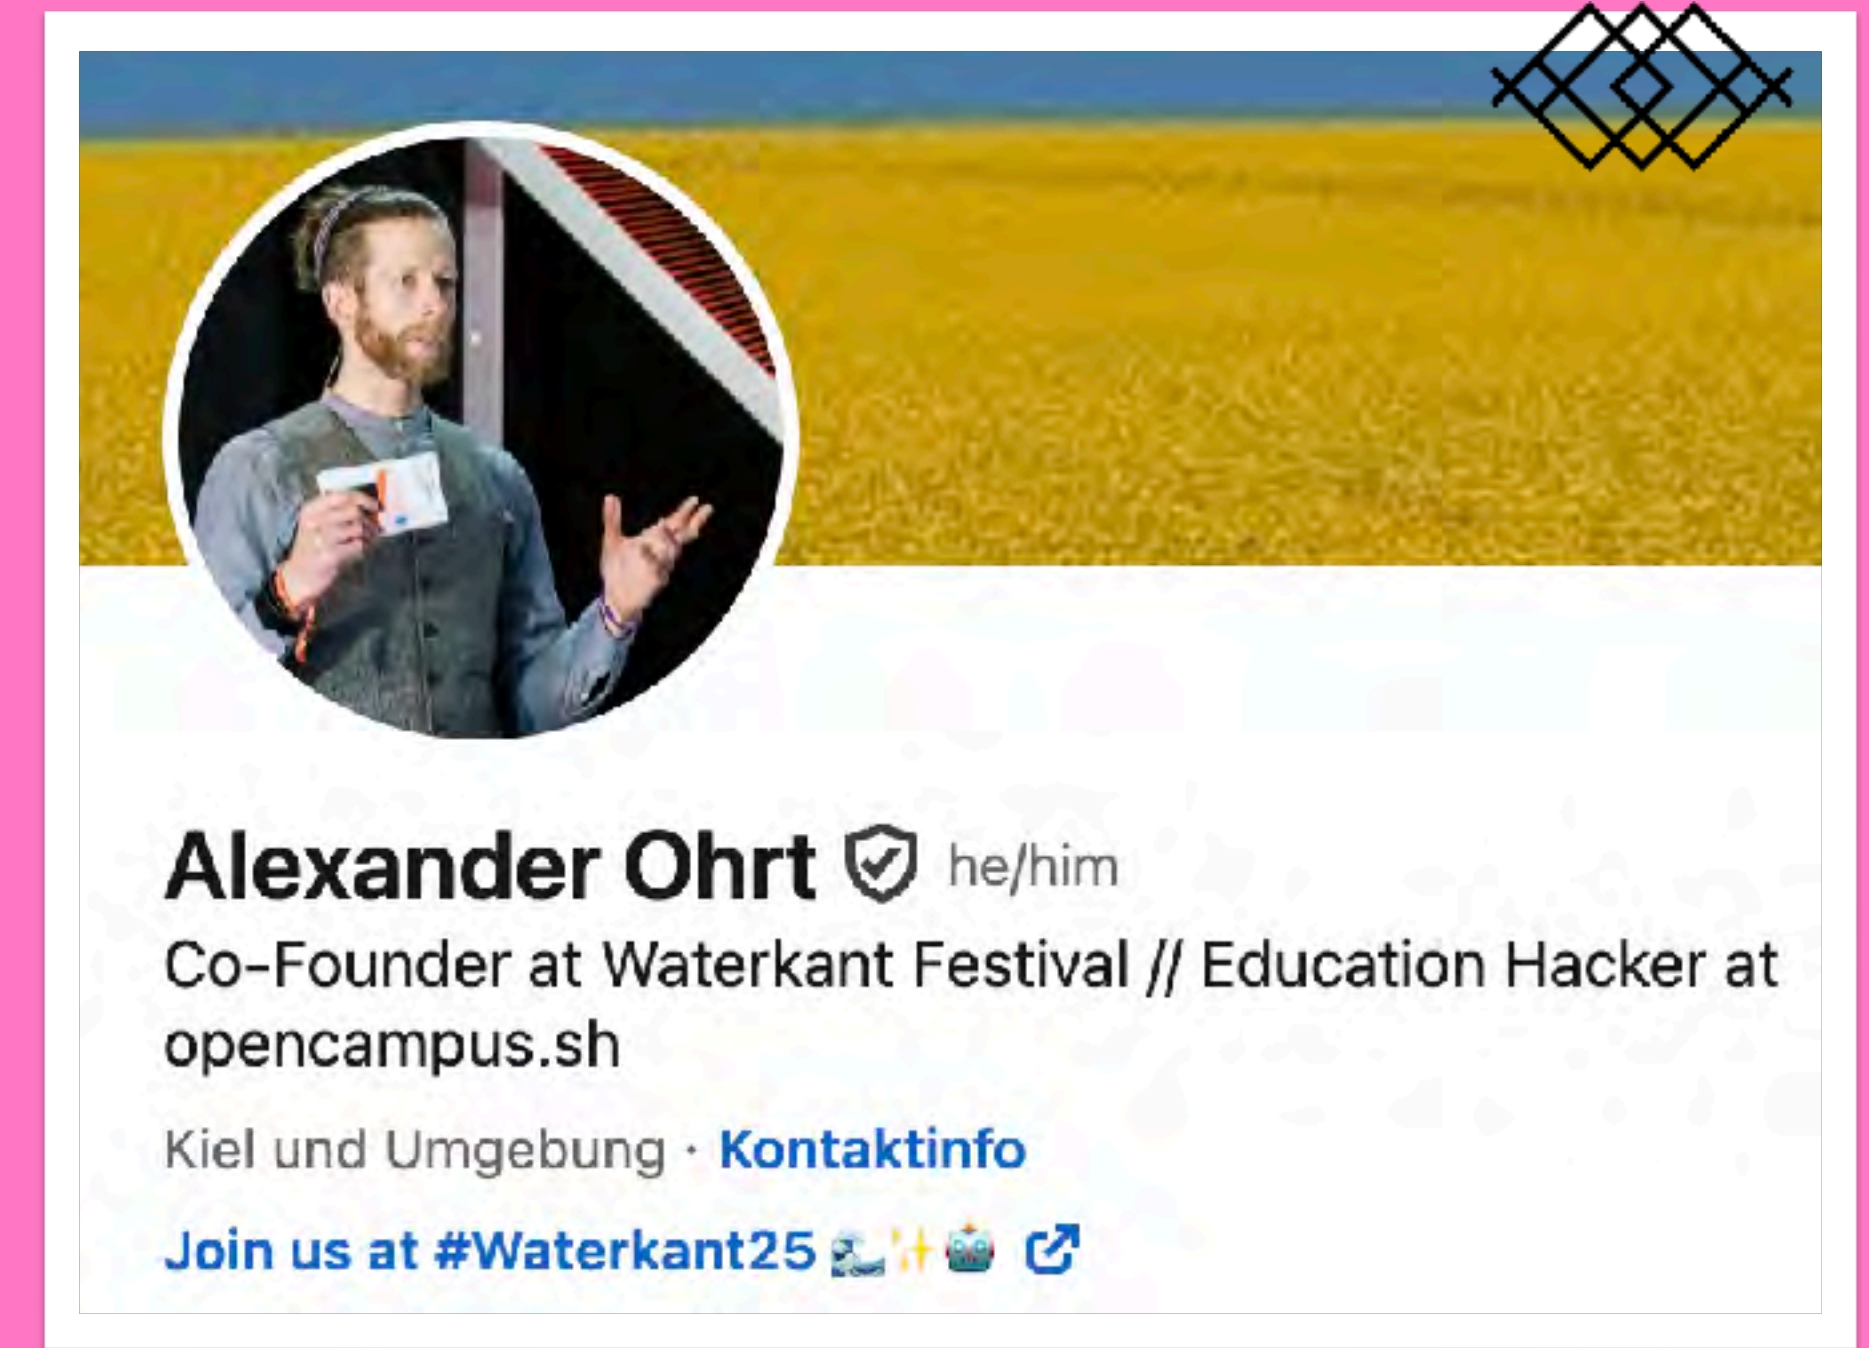 Alexander Ohrt he/him
Co-Founder at Waterkant Festival // Education Hacker at
opencampus.sh
Kiel und Umgebung · Kontaktinfo
Join us at #Waterkant25 🌊✨🤖